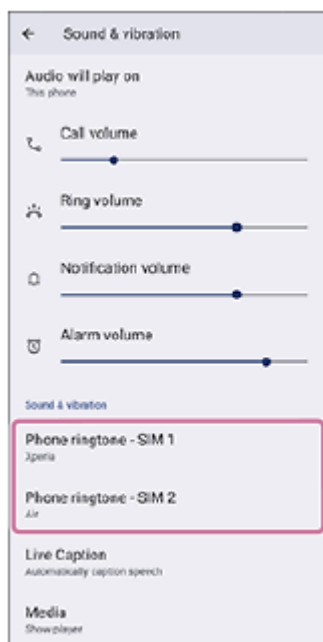 Sound & vibration
Audio will play on
This phone
Call volume
Ring volume
Notification volume
Alarm volume
Sound & vibration
Phone ringtone - SIM 1
Xperia
Phone ringtone - SIM 2
Air
Live Caption
Automatically caption speech
Media
Show player